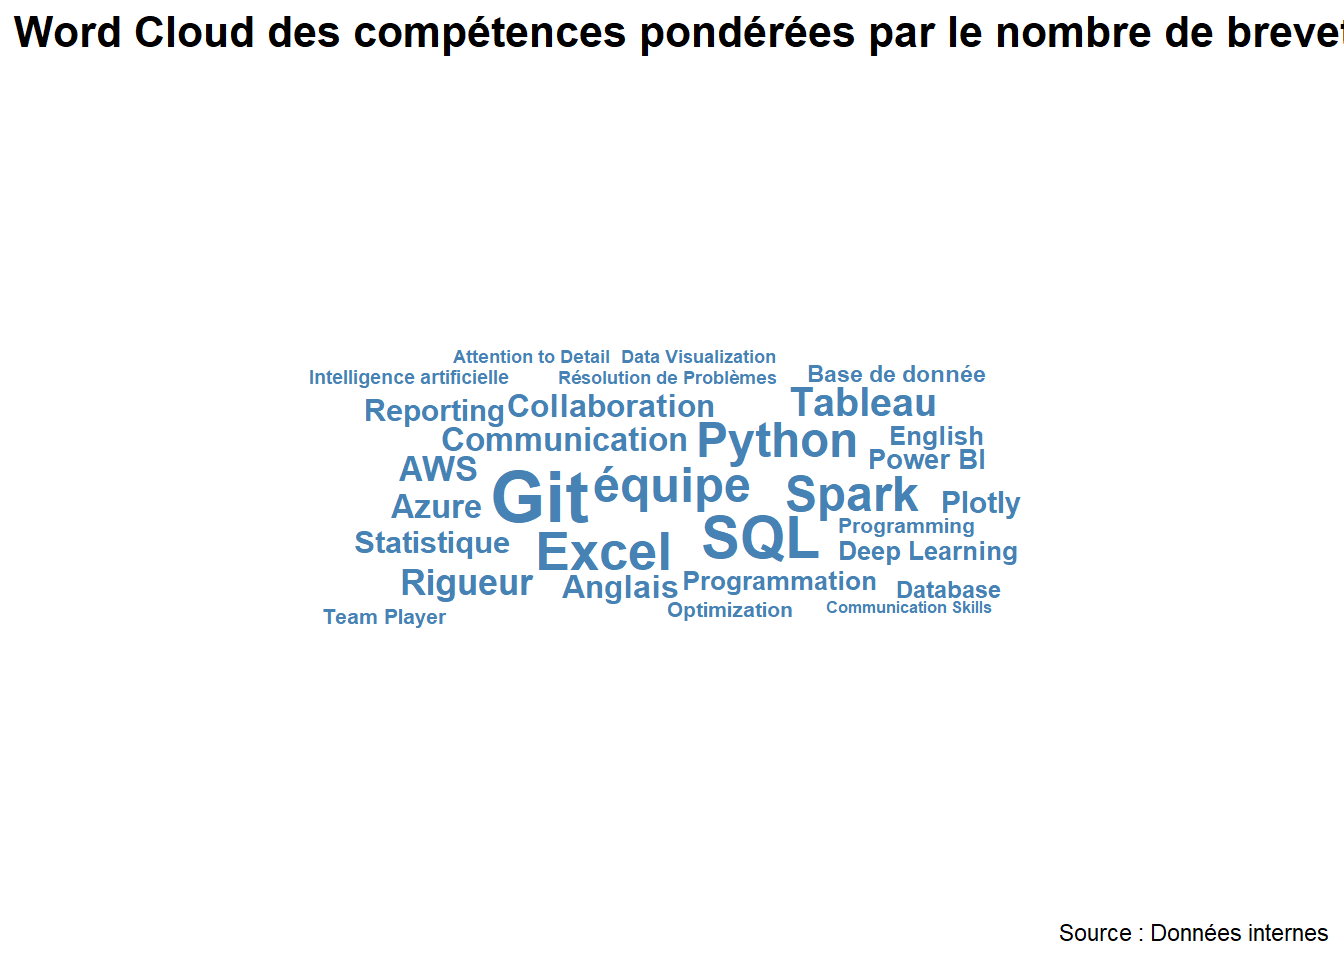 Word Cloud des compétences pondérées par le nombre de breve
Attention to Detail
Data Visualization
Intelligence artificielle
Résolution de Problèmes
Base de donnée
Reporting
Collaboration
Tableau
Communication
Python
English
Power BI
AWS
Git
équipe
Spark
Plotly
Azure
Programming
Statistique
Excel
SQL
Deep Learning
Rigueur
Anglais
Programmation
Database
Team Player
Optimization
Communication Skills
Source : Données internes